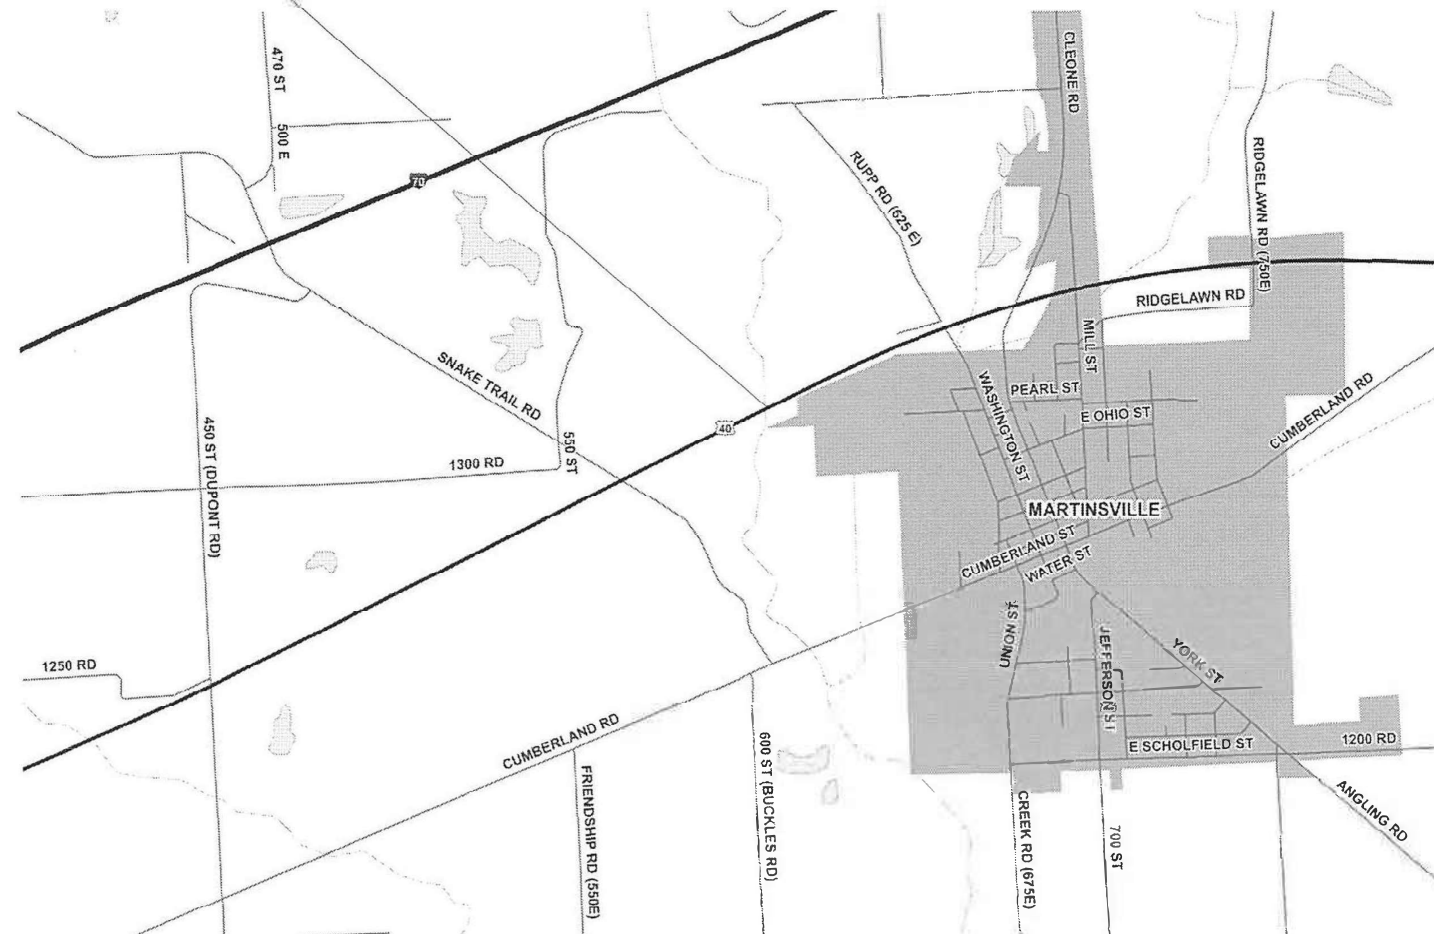 CLEONE RD
470 ST
500 E
RIDGELAWN RD (750E)
RUPP RD (625 E)
70
RIDGELAWN RD
MILL ST
SNAKE TRAIL RD
WASHINGTON ST
PEARL ST
CUMBERLAND RD
E OHIO ST
40
450 ST (DUPONT RD)
550 ST
1300 RD
MARTINSVILLE
CUMBERLAND ST
WATER ST
UNION ST
JEFFERSON ST
YORK ST
1250 RD
CUMBERLAND RD
600 ST (BUCKLES RD)
E SCHOLFIELD ST
1200 RD
FRIENDSHIP RD (550E)
CREEK RD (675E)
700 ST
ANGLING RD